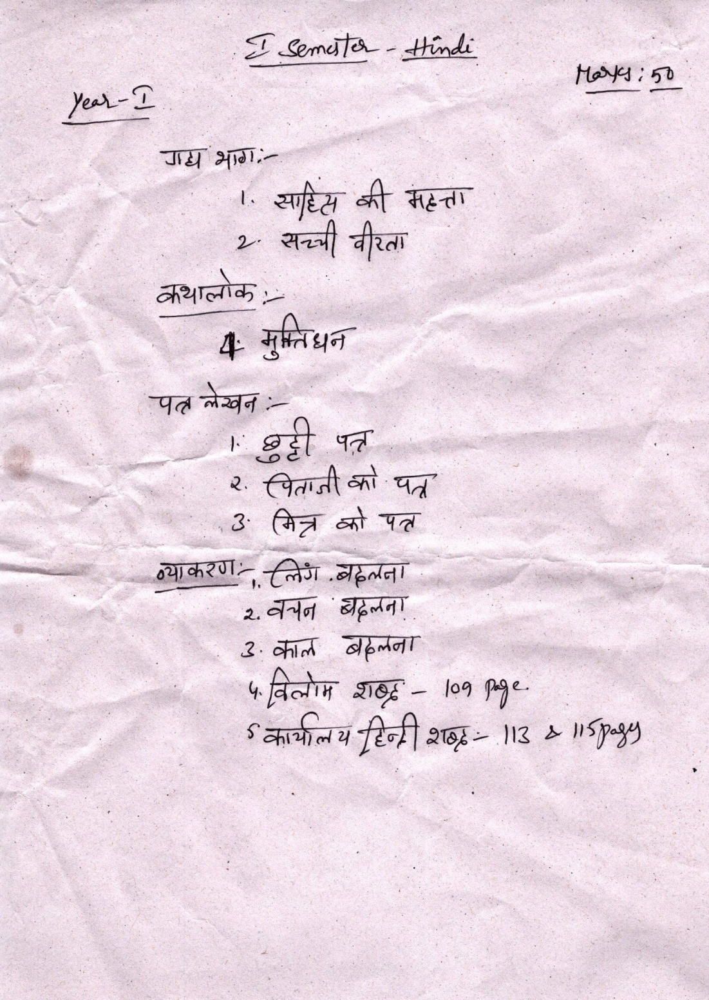 I Semester - Hindi
Marks: 50
Year - I
गद्य भाग:-
1. साहित्य की महत्ता
2. सच्ची वीरता
कथालोक :-
4. मुक्तिधन
पत्र लेखन :-
1. छुट्टी पत्र
2. पिताजी को पत्र
3. मित्र को पत्र
व्याकरण:- 1. लिंग बदलना
2. वचन बदलना
3. काल बदलना
4. विलोम शब्द - 109 page.
5 कार्यालय हिन्दी शब्द:- 113 & 115 pages